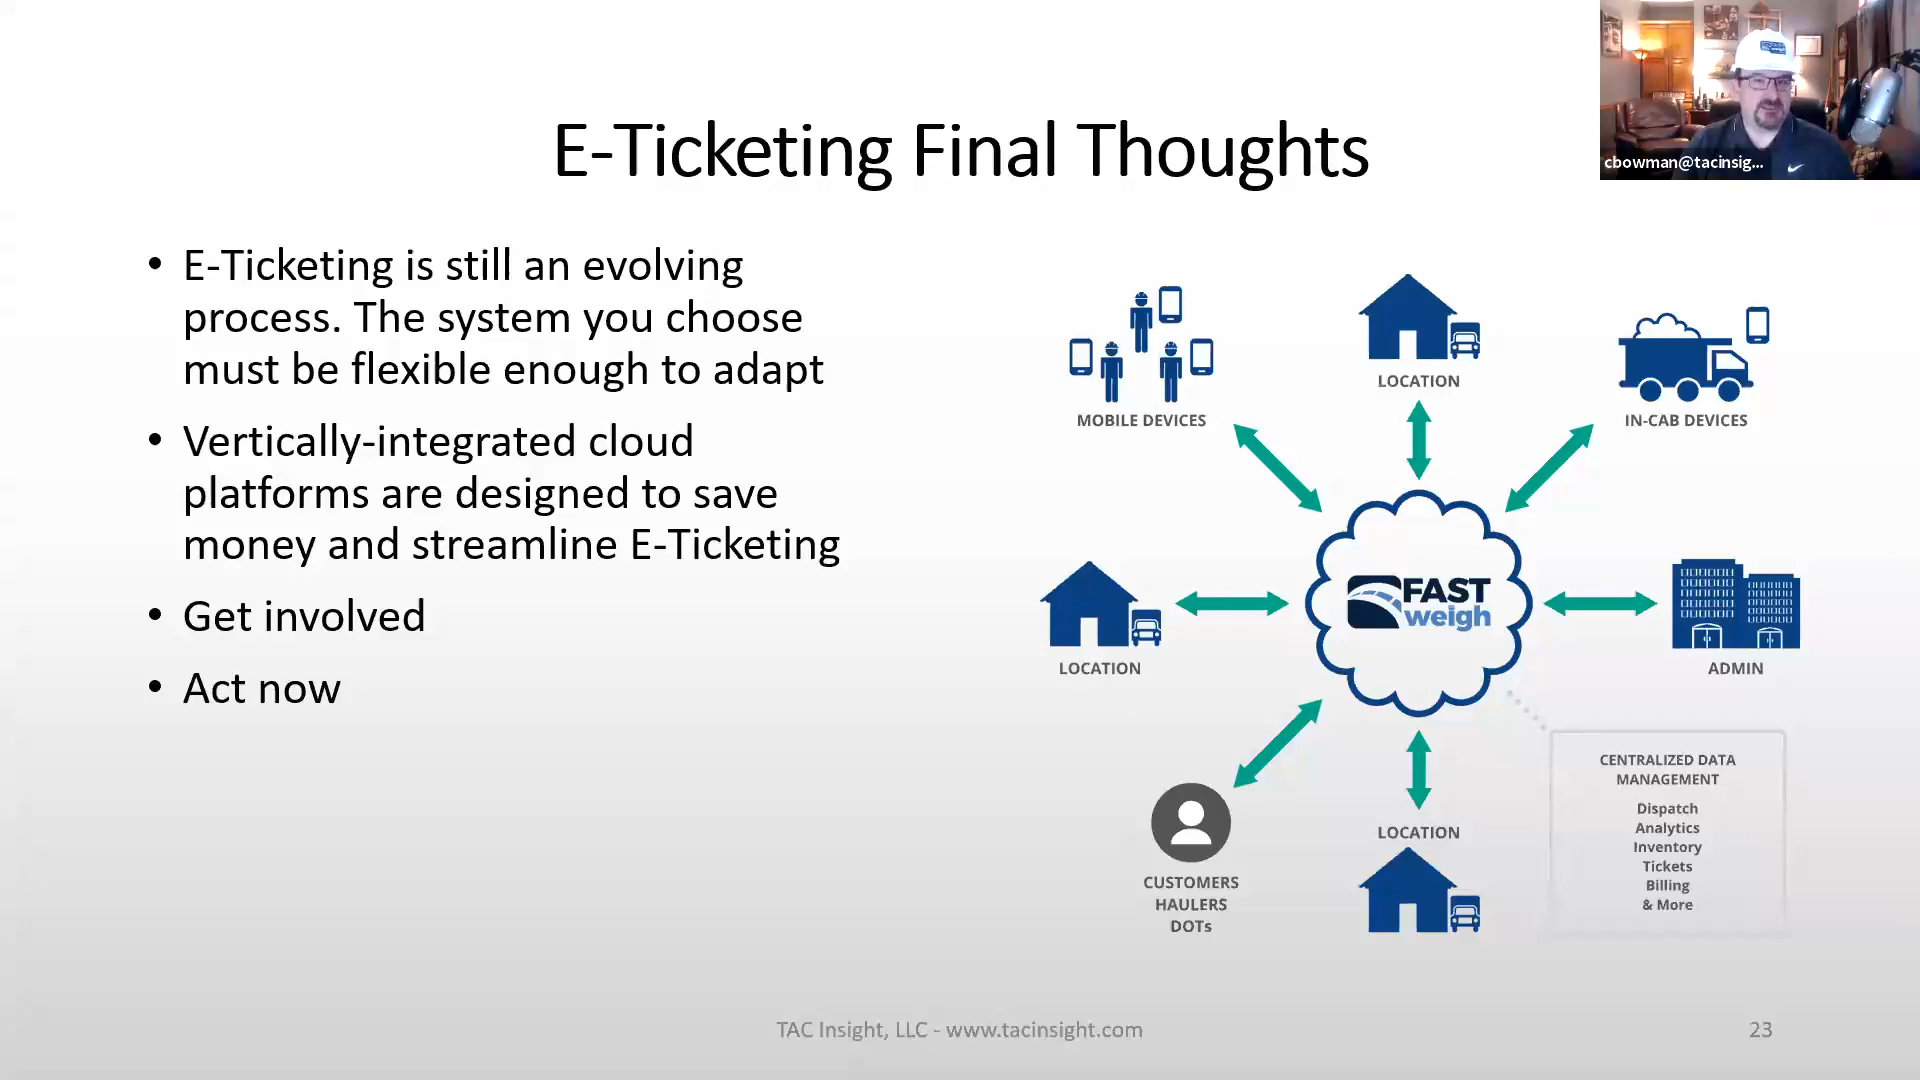 E-Ticketing Final Thoughts
cbowman@tacinsig...
• E-Ticketing is still an evolving
process. The system you choose
must be flexible enough to adapt
• Vertically-integrated cloud
platforms are designed to save
money and streamline E-Ticketing
• Get involved
• Act now
MOBILE DEVICES
LOCATION
IN-CAB DEVICES
LOCATION
FAST
weigh
ADMIN
CUSTOMERS
HAULERS
DOTs
LOCATION
CENTRALIZED DATA
MANAGEMENT
Dispatch
Analytics
Inventory
Tickets
Billing
& More
TAC Insight, LLC - www.tacinsight.com
23